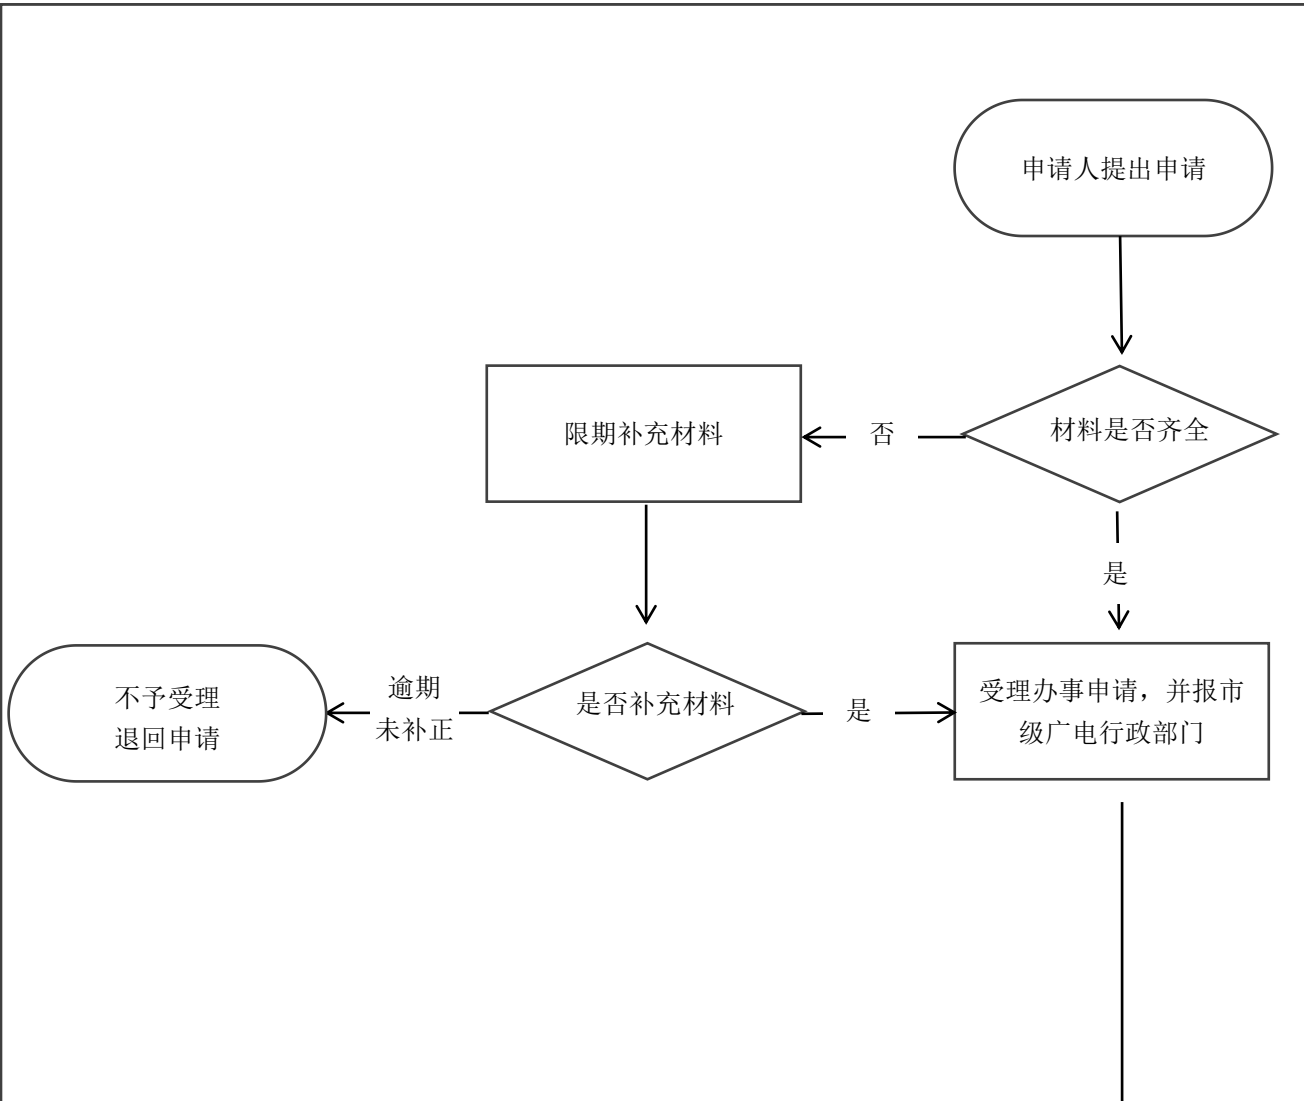 申请人提出申请
限期补充材料
否
材料是否齐全
是
不予受理
退回申请
逾期
未补正
是否补充材料
是
受理办事申请，并报市
级广电行政部门